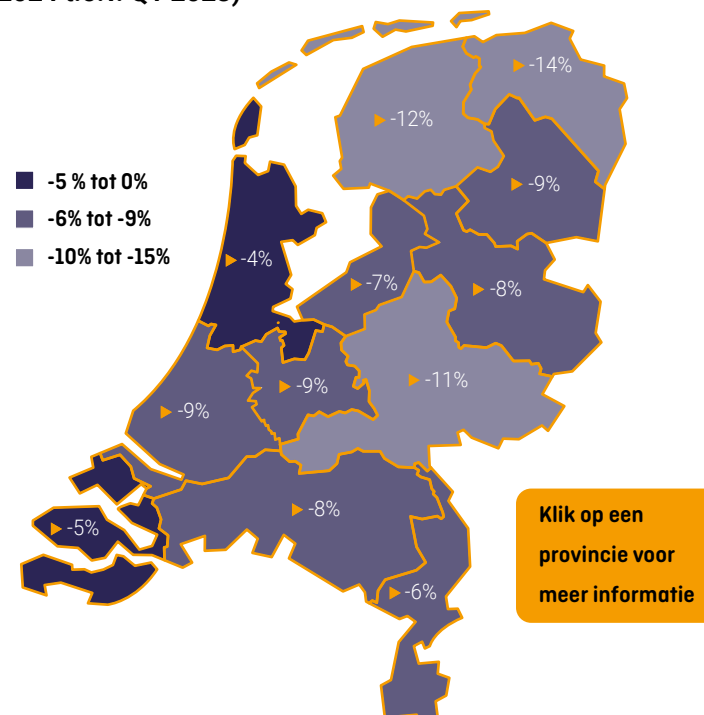 -14%
-12%
-9%
-5 % tot 0%
-6% tot -9%
-10% tot -15%
-4%
-7%
-8%
-11%
-9%
-9%
-8%
-5%
-6%
Klik op een
provincie voor
meer informatie